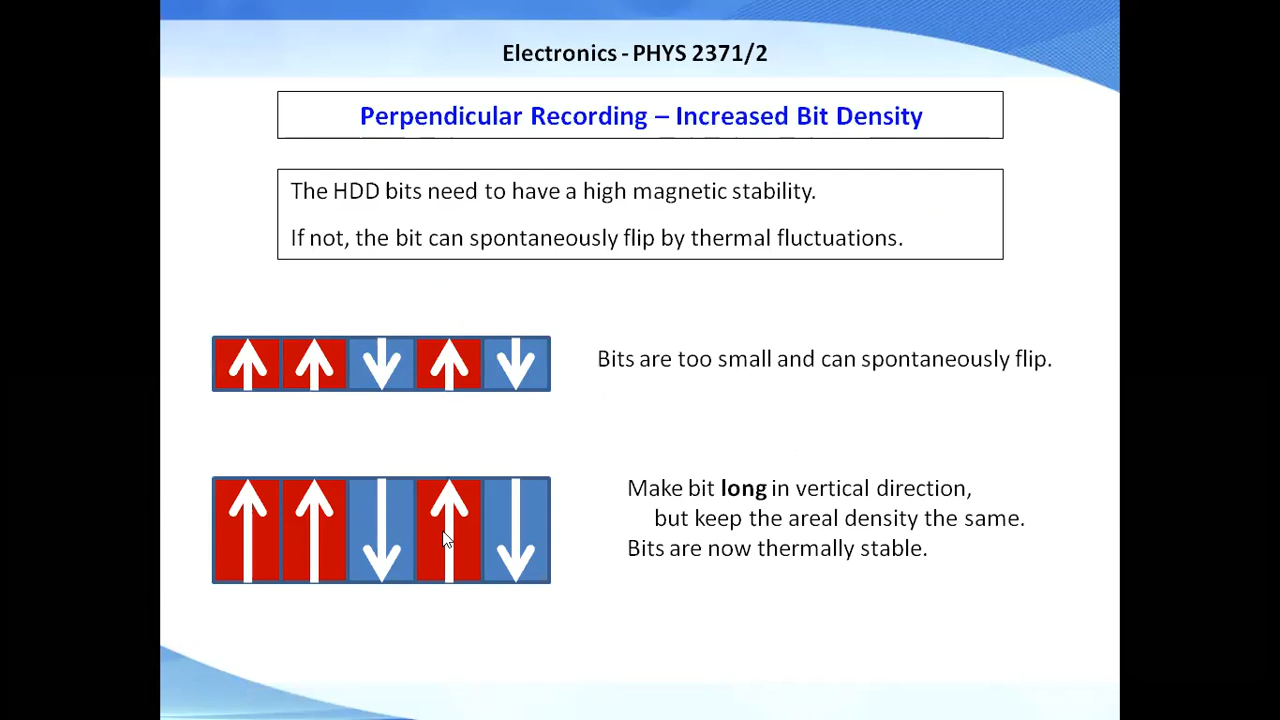 Electronics - PHYS 2371/2
Perpendicular Recording – Increased Bit Density
The HDD bits need to have a high magnetic stability.
If not, the bit can spontaneously flip by thermal fluctuations.
Bits are too small and can spontaneously flip.
Make bit long in vertical direction,
but keep the areal density the same.
Bits are now thermally stable.